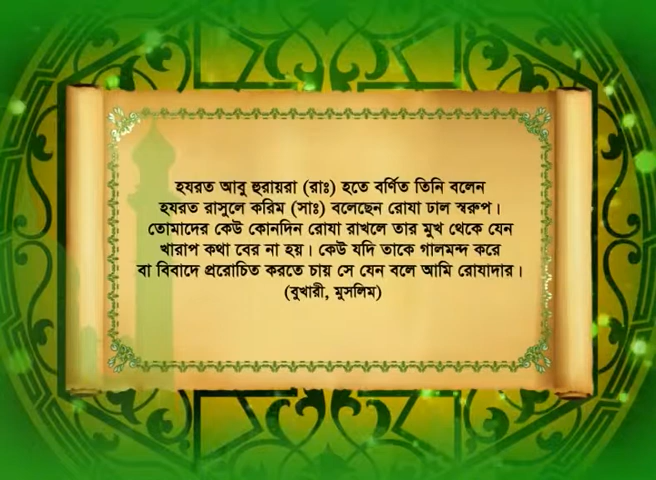 হযরত আবু হুরায়রা (রাঃ) হতে বর্ণিত তিনি বলেন
হযরত রাসুলে করিম (সাঃ) বলেছেন রোযা ঢাল স্বরুপ।
তোমাদের কেউ কোনদিন রোযা রাখলে তার মুখ থেকে যেন
খারাপ কথা বের না হয়। কেউ যদি তাকে গালমন্দ করে
বা বিবাদে প্ররোচিত করতে চায় সে যেন বলে আমি রোযাদার।
(বুখারী, মুসলিম)